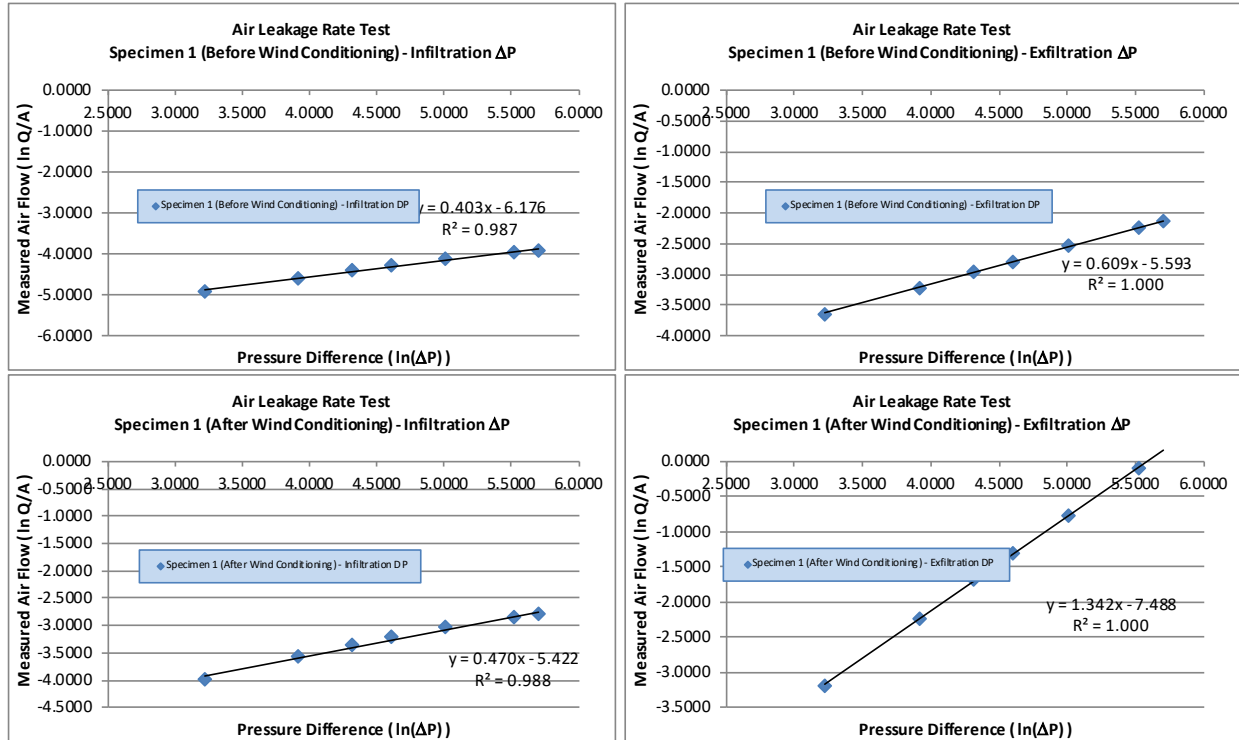 Air Leakage Rate Test
Specimen 1 (Before Wind Conditioning) - Infiltration ΔP
0.0000
2.5000 3.0000 3.5000 4.0000 4.5000 5.0000 5.5000 6.0000
-1.0000
-2.0000
-3.0000
-4.0000
-5.0000
-6.0000
Measured Air Flow ( ln Q/A)
Specimen 1 (Before Wind Conditioning) - Infiltration DP
y = 0.403x - 6.176
R² = 0.987
Pressure Difference ( ln(ΔP) )
Air Leakage Rate Test
Specimen 1 (Before Wind Conditioning) - Exfiltration ΔP
0.0000
2.5000 3.0000 3.5000 4.0000 4.5000 5.0000 5.5000 6.0000
-0.5000
-1.0000
-1.5000
-2.0000
-2.5000
-3.0000
-3.5000
-4.0000
Measured Air Flow ( ln Q/A)
Specimen 1 (Before Wind Conditioning) - Exfiltration DP
y = 0.609x - 5.593
R² = 1.000
Pressure Difference ( ln(ΔP) )
Air Leakage Rate Test
Specimen 1 (After Wind Conditioning) - Infiltration ΔP
0.0000
2.5000 3.0000 3.5000 4.0000 4.5000 5.0000 5.5000 6.0000
-0.5000
-1.0000
-1.5000
-2.0000
-2.5000
-3.0000
-3.5000
-4.0000
-4.5000
Measured Air Flow ( ln Q/A)
Specimen 1 (After Wind Conditioning) - Infiltration DP
y = 0.470x - 5.422
R² = 0.988
Pressure Difference ( ln(ΔP) )
Air Leakage Rate Test
Specimen 1 (After Wind Conditioning) - Exfiltration ΔP
0.0000
2.5000 3.0000 3.5000 4.0000 4.5000 5.0000 5.5000 6.0000
-0.5000
-1.0000
-1.5000
-2.0000
-2.5000
-3.0000
-3.5000
Measured Air Flow ( ln Q/A)
Specimen 1 (After Wind Conditioning) - Exfiltration DP
y = 1.342x - 7.488
R² = 1.000
Pressure Difference ( ln(ΔP) )